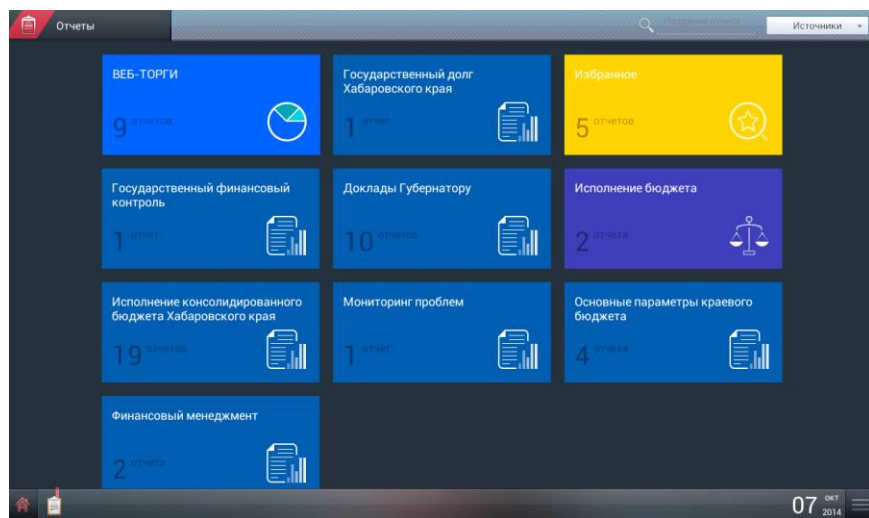 Отчеты
Название отчета
Источники
ВЕБ-ТОРГИ
9 отчетов
Государственный долг
Хабаровского края
1 отчет
Избранное
5 отчетов
Государственный финансовый
контроль
1 отчет
Доклады Губернатору
10 отчетов
Исполнение бюджета
2 отчета
Исполнение консолидированного
бюджета Хабаровского края
19 отчетов
Мониторинг проблем
1 отчет
Основные параметры краевого
бюджета
4 отчета
Финансовый менеджмент
2 отчета
07 окт
2014